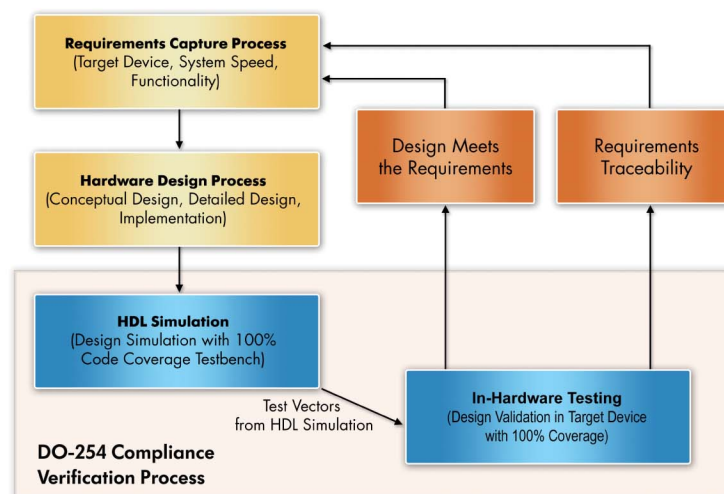 Requirements Capture Process
(Target Device, System Speed,
Functionality)
Design Meets
the Requirements
Requirements
Traceability
Hardware Design Process
(Conceptual Design, Detailed Design,
Implementation)
HDL Simulation
(Design Simulation with 100%
Code Coverage Testbench)
Test Vectors
from HDL Simulation
In-Hardware Testing
(Design Validation in Target Device
with 100% Coverage)
DO-254 Compliance
Verification Process